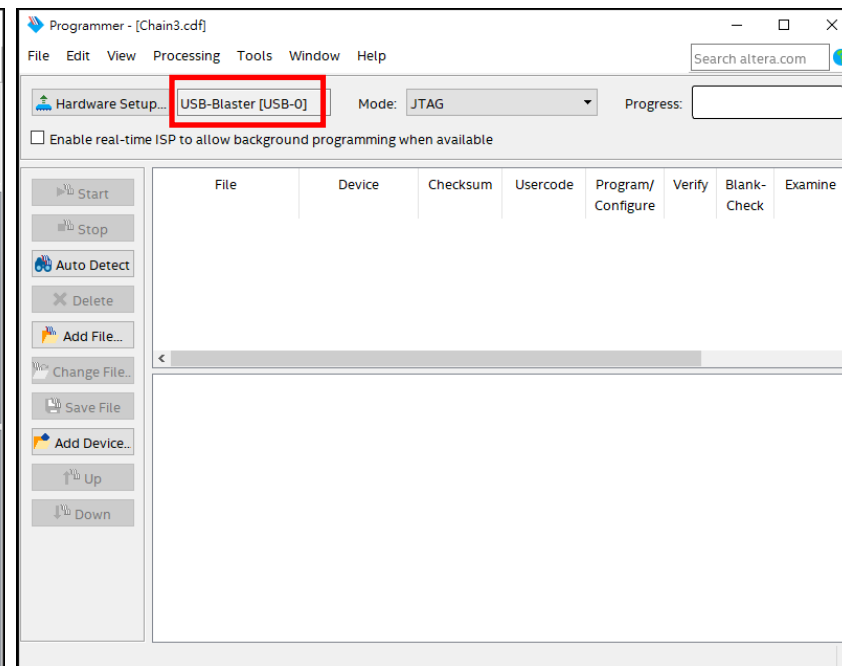 Programmer - [Chain3.cdf]
File Edit View Processing Tools Window Help
Search altera.com
Hardware Setup... USB-Blaster [USB-0] Mode: JTAG Progress:
Enable real-time ISP to allow background programming when available
File Device Checksum Usercode Program/ Configure Verify Blank- Check Examine
Start
Stop
Auto Detect
Delete
Add File...
Change File..
Save File
Add Device..
Up
Down